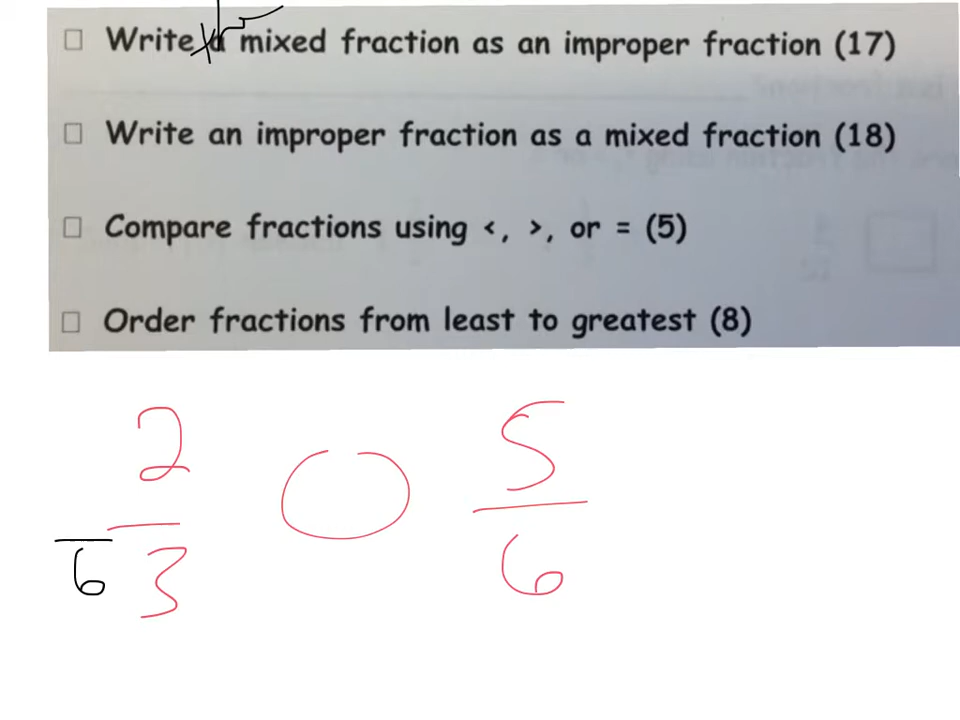 Write a mixed fraction as an improper fraction (17)
Write an improper fraction as a mixed fraction (18)
Compare fractions using <, >, or = (5)
Order fractions from least to greatest (8)
2 5
6 3 6